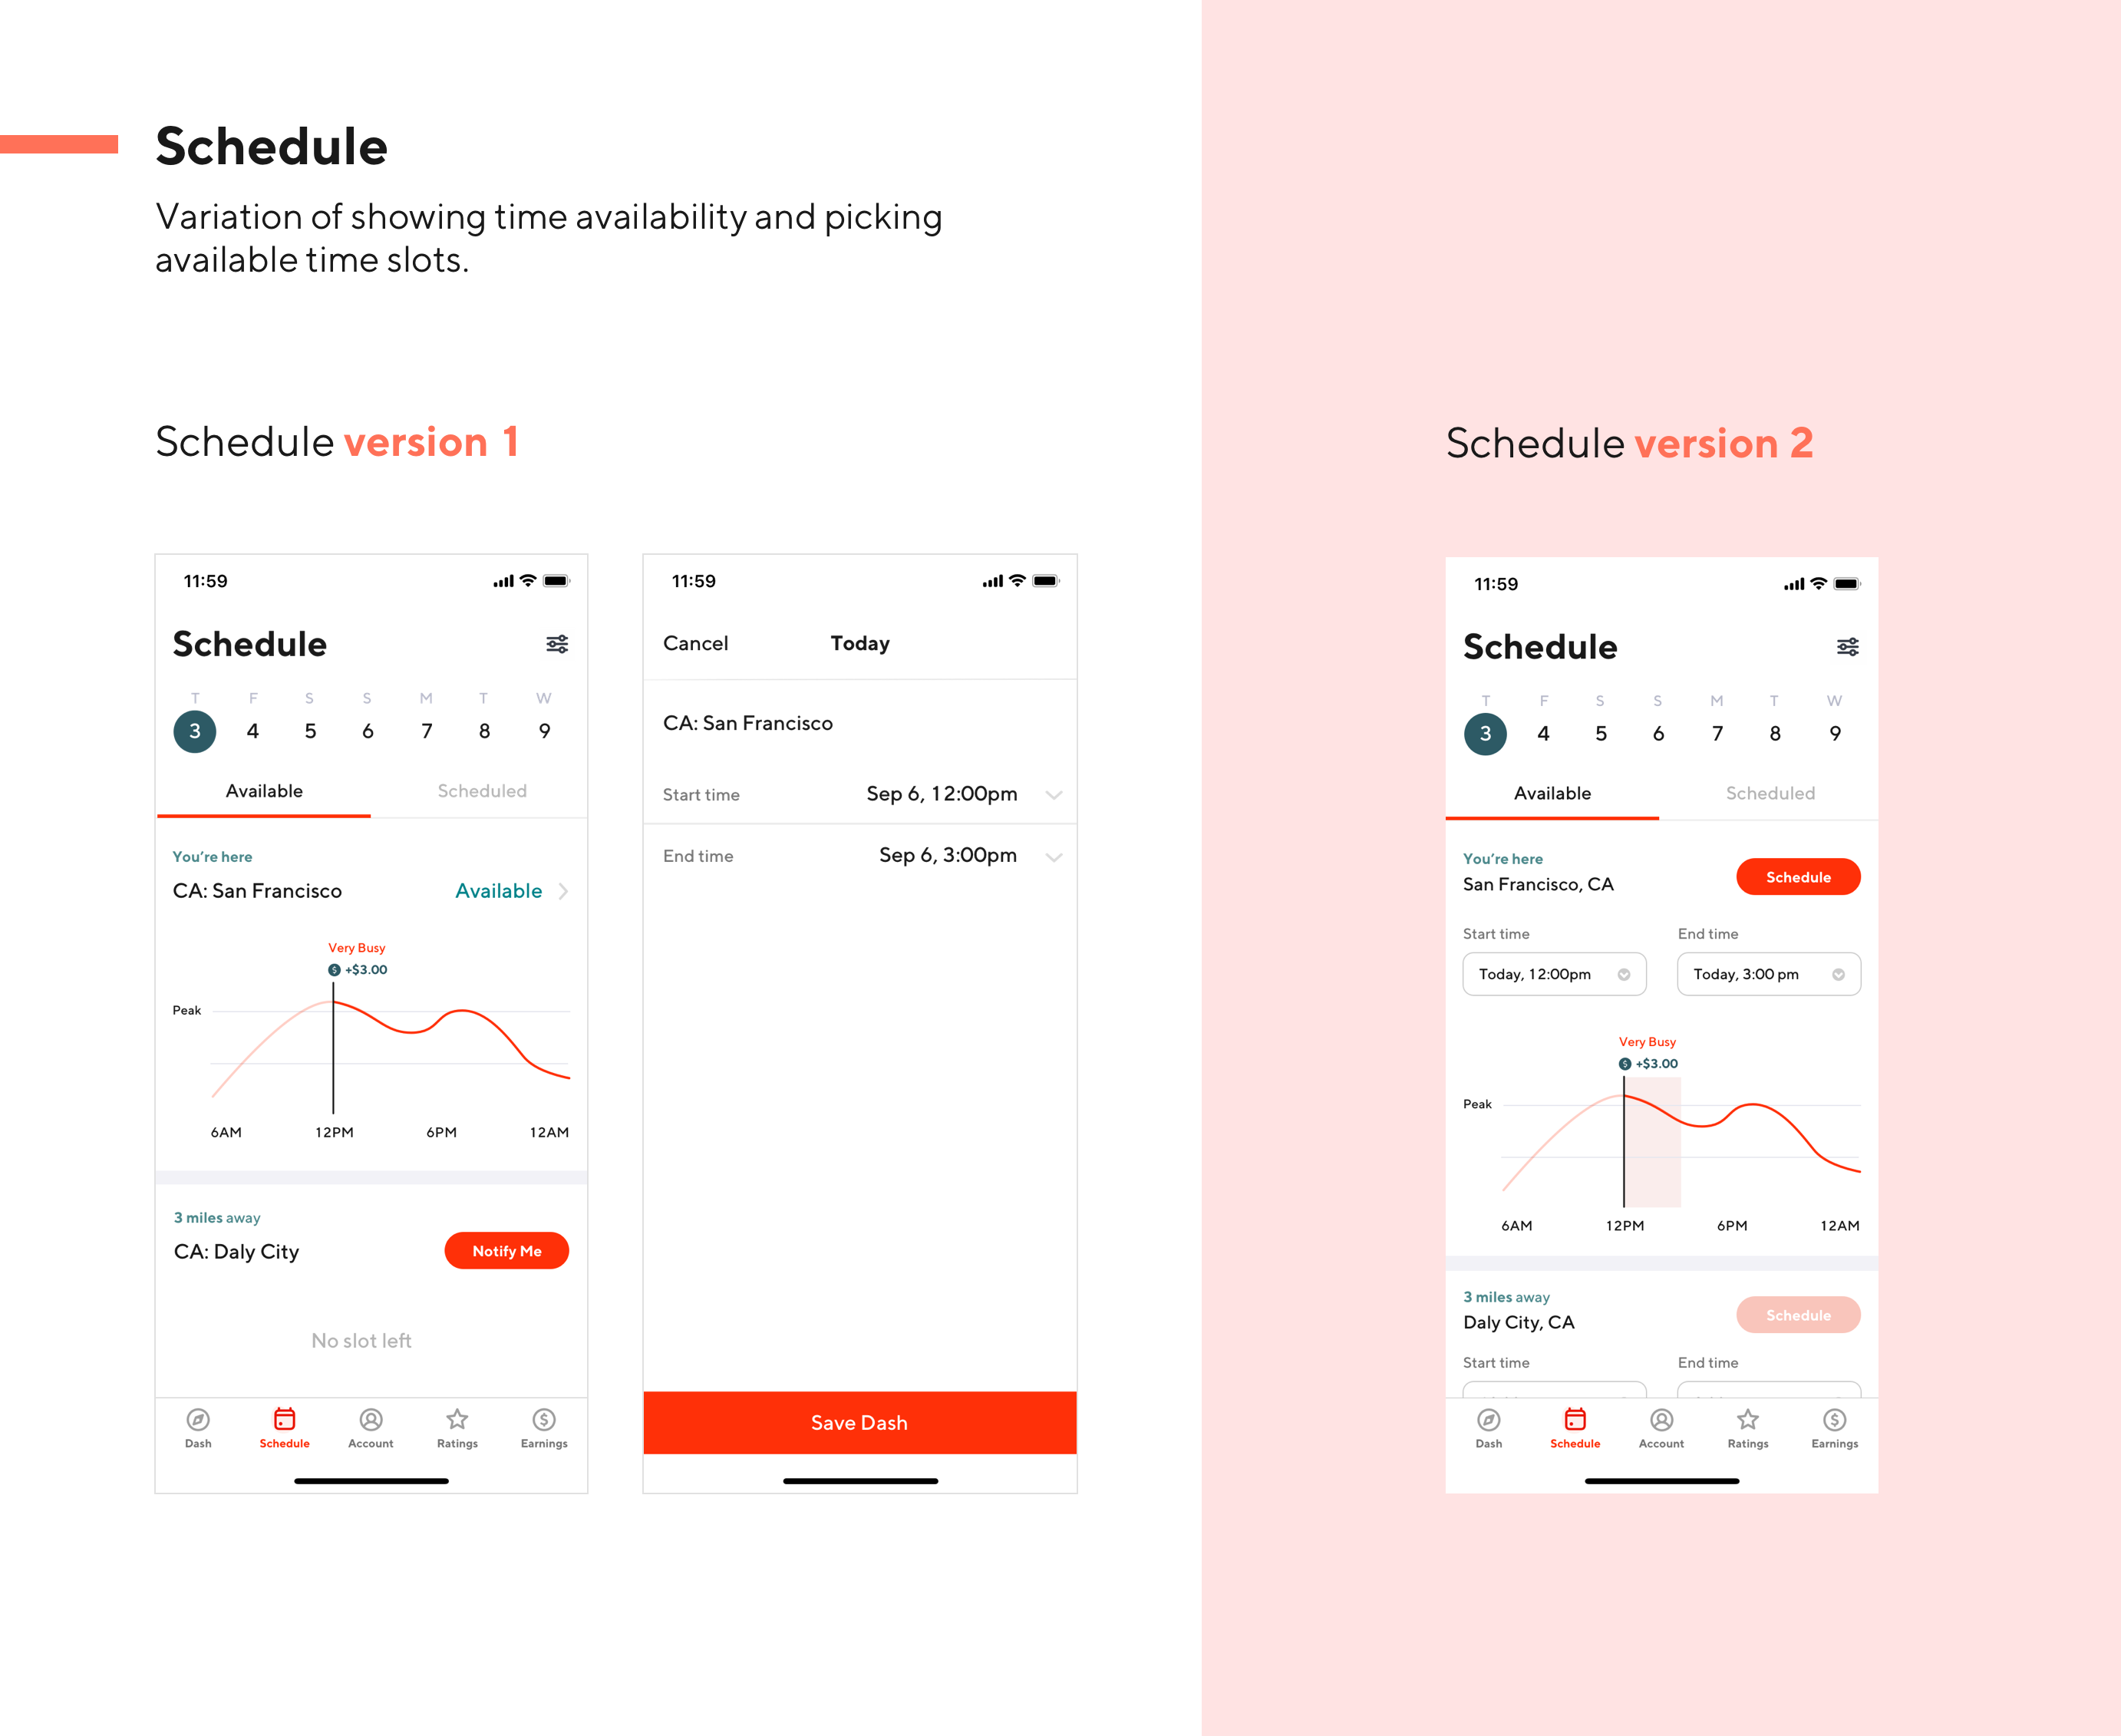 Schedule
Variation of showing time availability and picking
available time slots.
Schedule version 1
11:59
Schedule
T F S S M T W
3 4 5 6 7 8 9
Available Scheduled
You're here
CA: San Francisco Available
Very Busy
$ +$3.00
Peak
6AM 12PM 6PM 12AM
3 miles away
CA: Daly City Notify Me
No slot left
Dash Schedule Account Ratings Earnings
11:59
Cancel Today
CA: San Francisco
Start time Sep 6, 12:00pm
End time Sep 6, 3:00pm
Save Dash
Schedule version 2
11:59
Schedule
T F S S M T W
3 4 5 6 7 8 9
Available Scheduled
You're here
San Francisco, CA
Schedule
Start time End time
Today, 12:00pm Today, 3:00 pm
Very Busy
$ +$3.00
Peak
6AM 12PM 6PM 12AM
3 miles away
Daly City, CA
Schedule
Start time End time
Dash Schedule Account Ratings Earnings